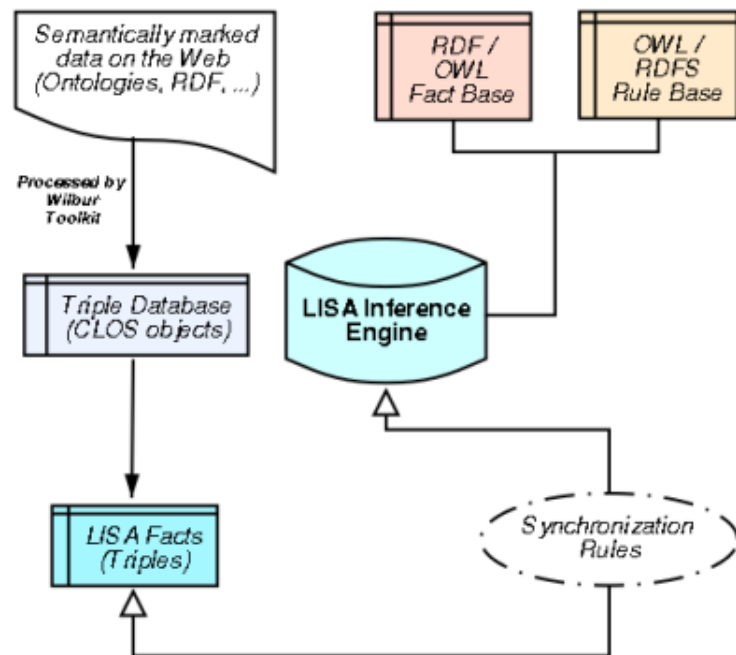 Semantically marked
data on the Web
(Ontologies, RDF, ...)
RDF /
OWL
Fact Base
OWL /
RDFS
Rule Base
Processed by
Wilbur
Toolkit
Triple Database
(CLOS objects)
LISA Inference
Engine
LISA Facts
(Triples)
Synchronization
Rules